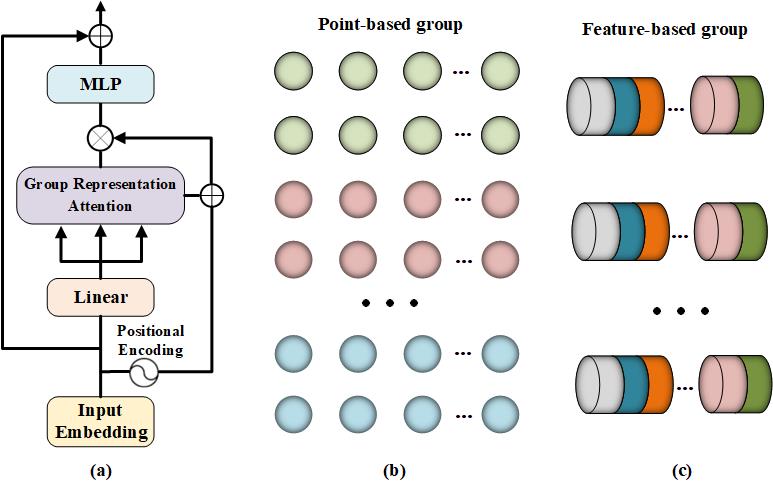 MLP
Group Representation
Attention
Linear
Positional
Encoding
Input
Embedding
(a)
Point-based group
...
...
...
...
...
...
...
(b)
Feature-based group
...
...
...
...
(c)